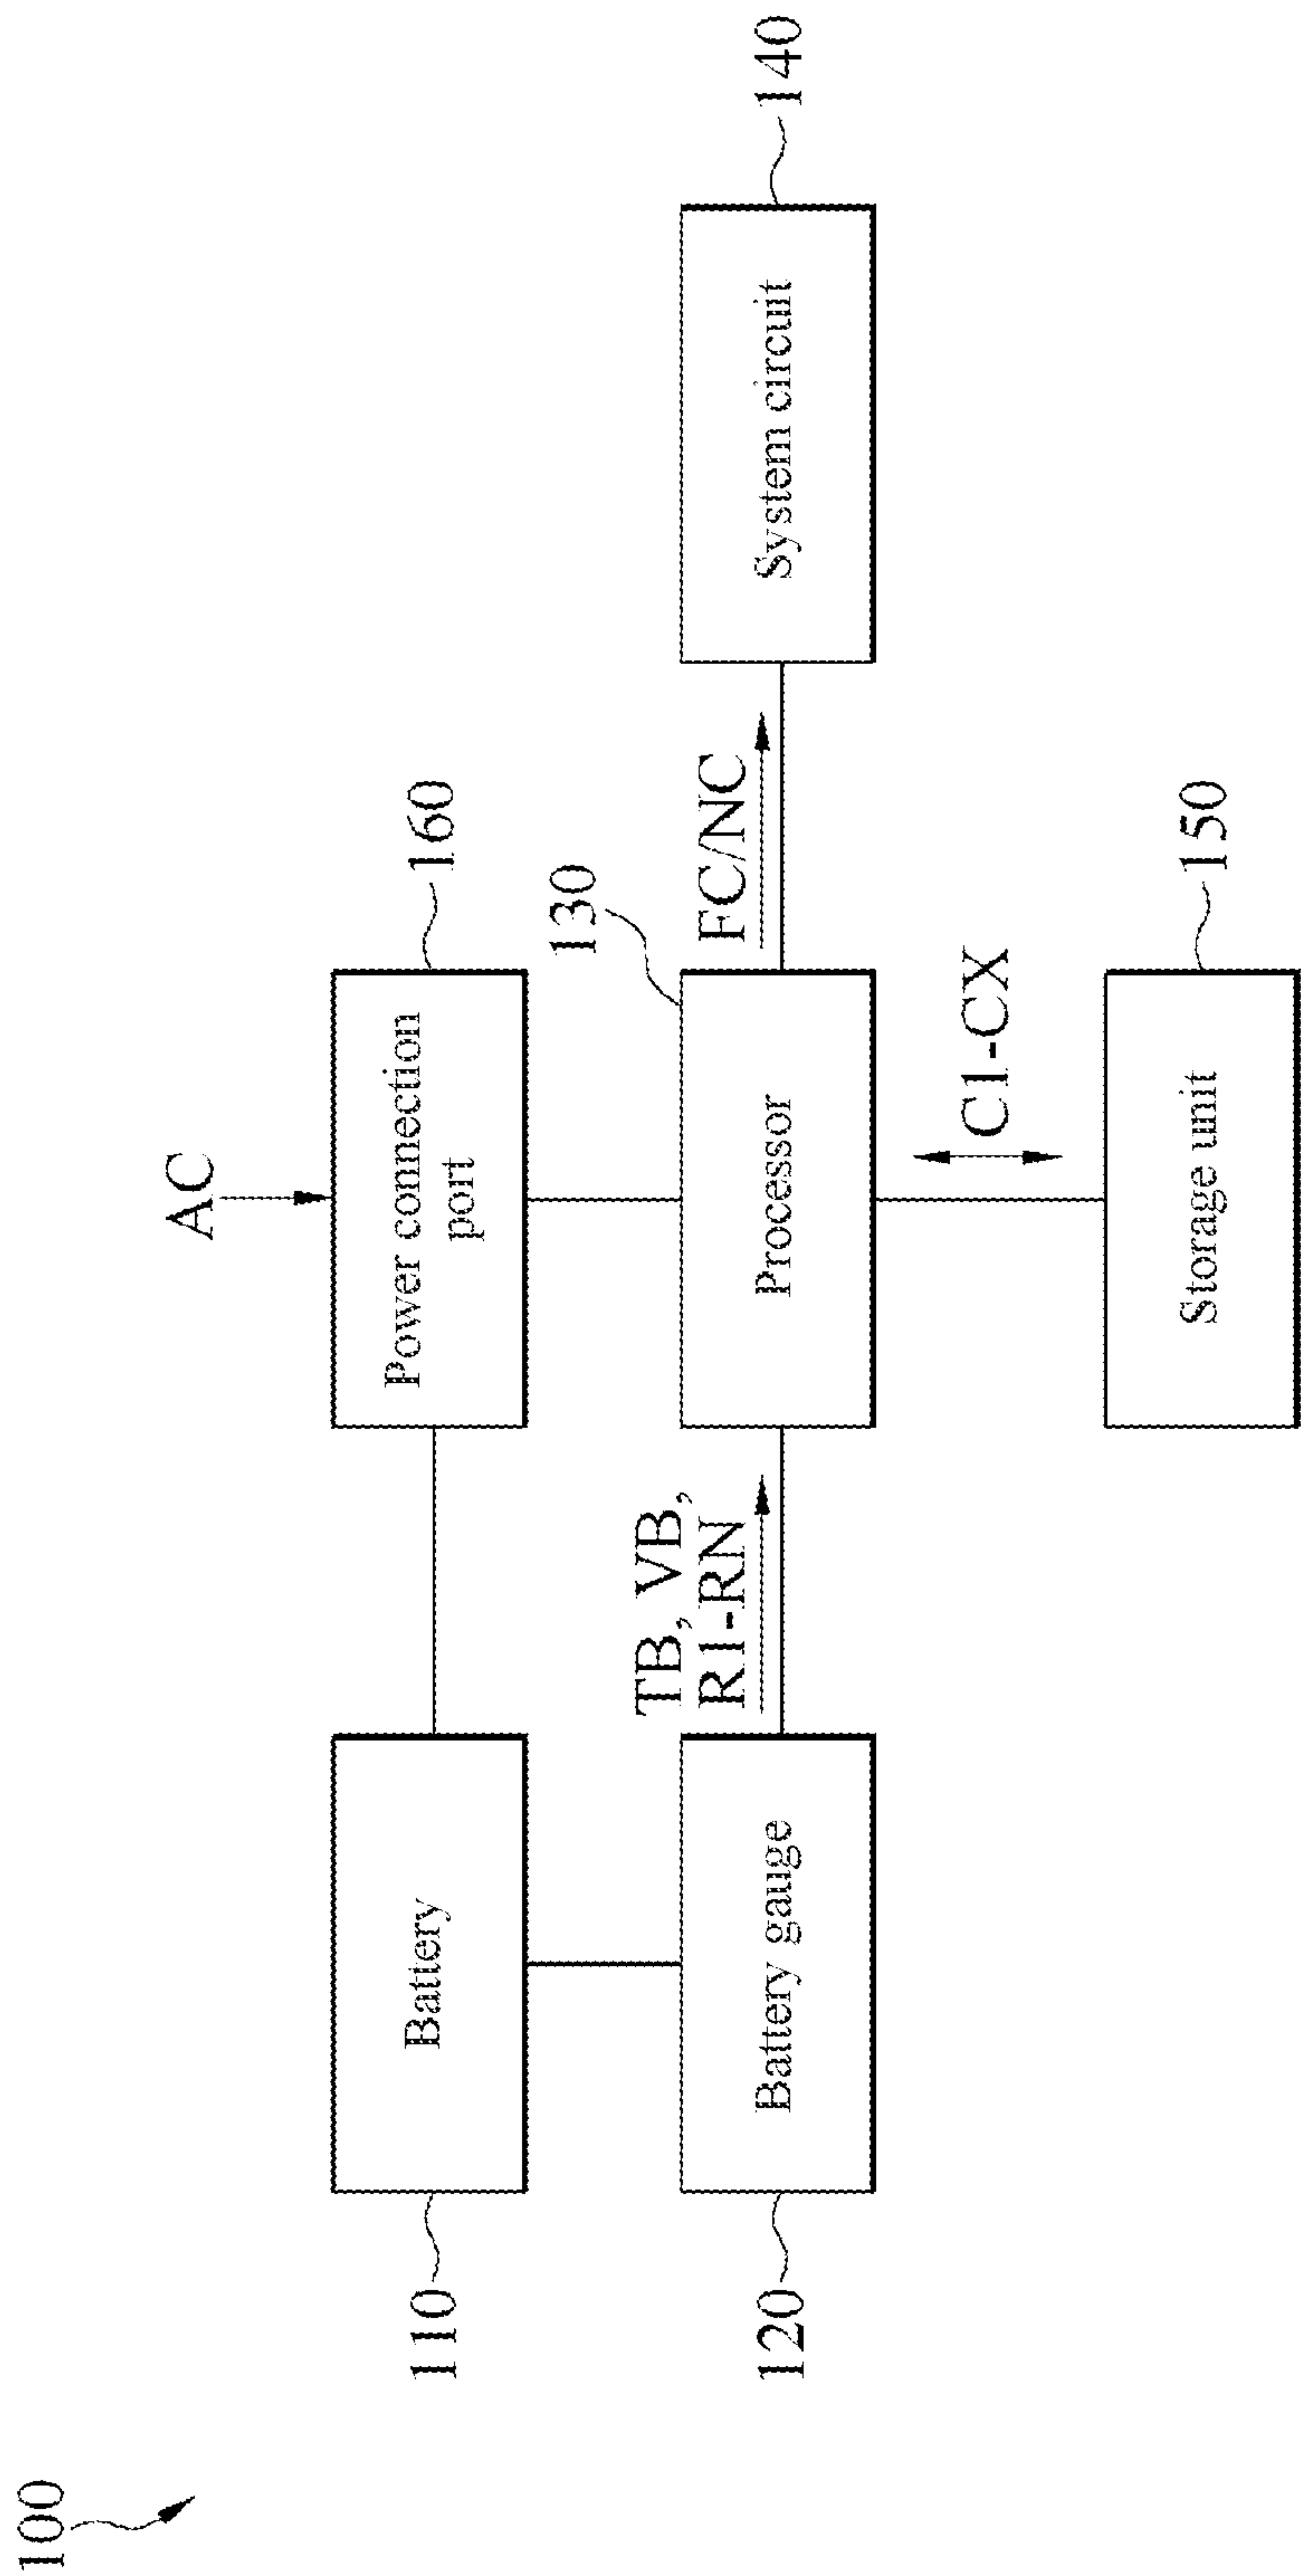 100
AC
110
Battery
Power connection
port
160
130
TB, VB,
R1-RN
FC/NC
120
Battery gauge
Processor
System circuit
140
C1-CX
Storage unit
150